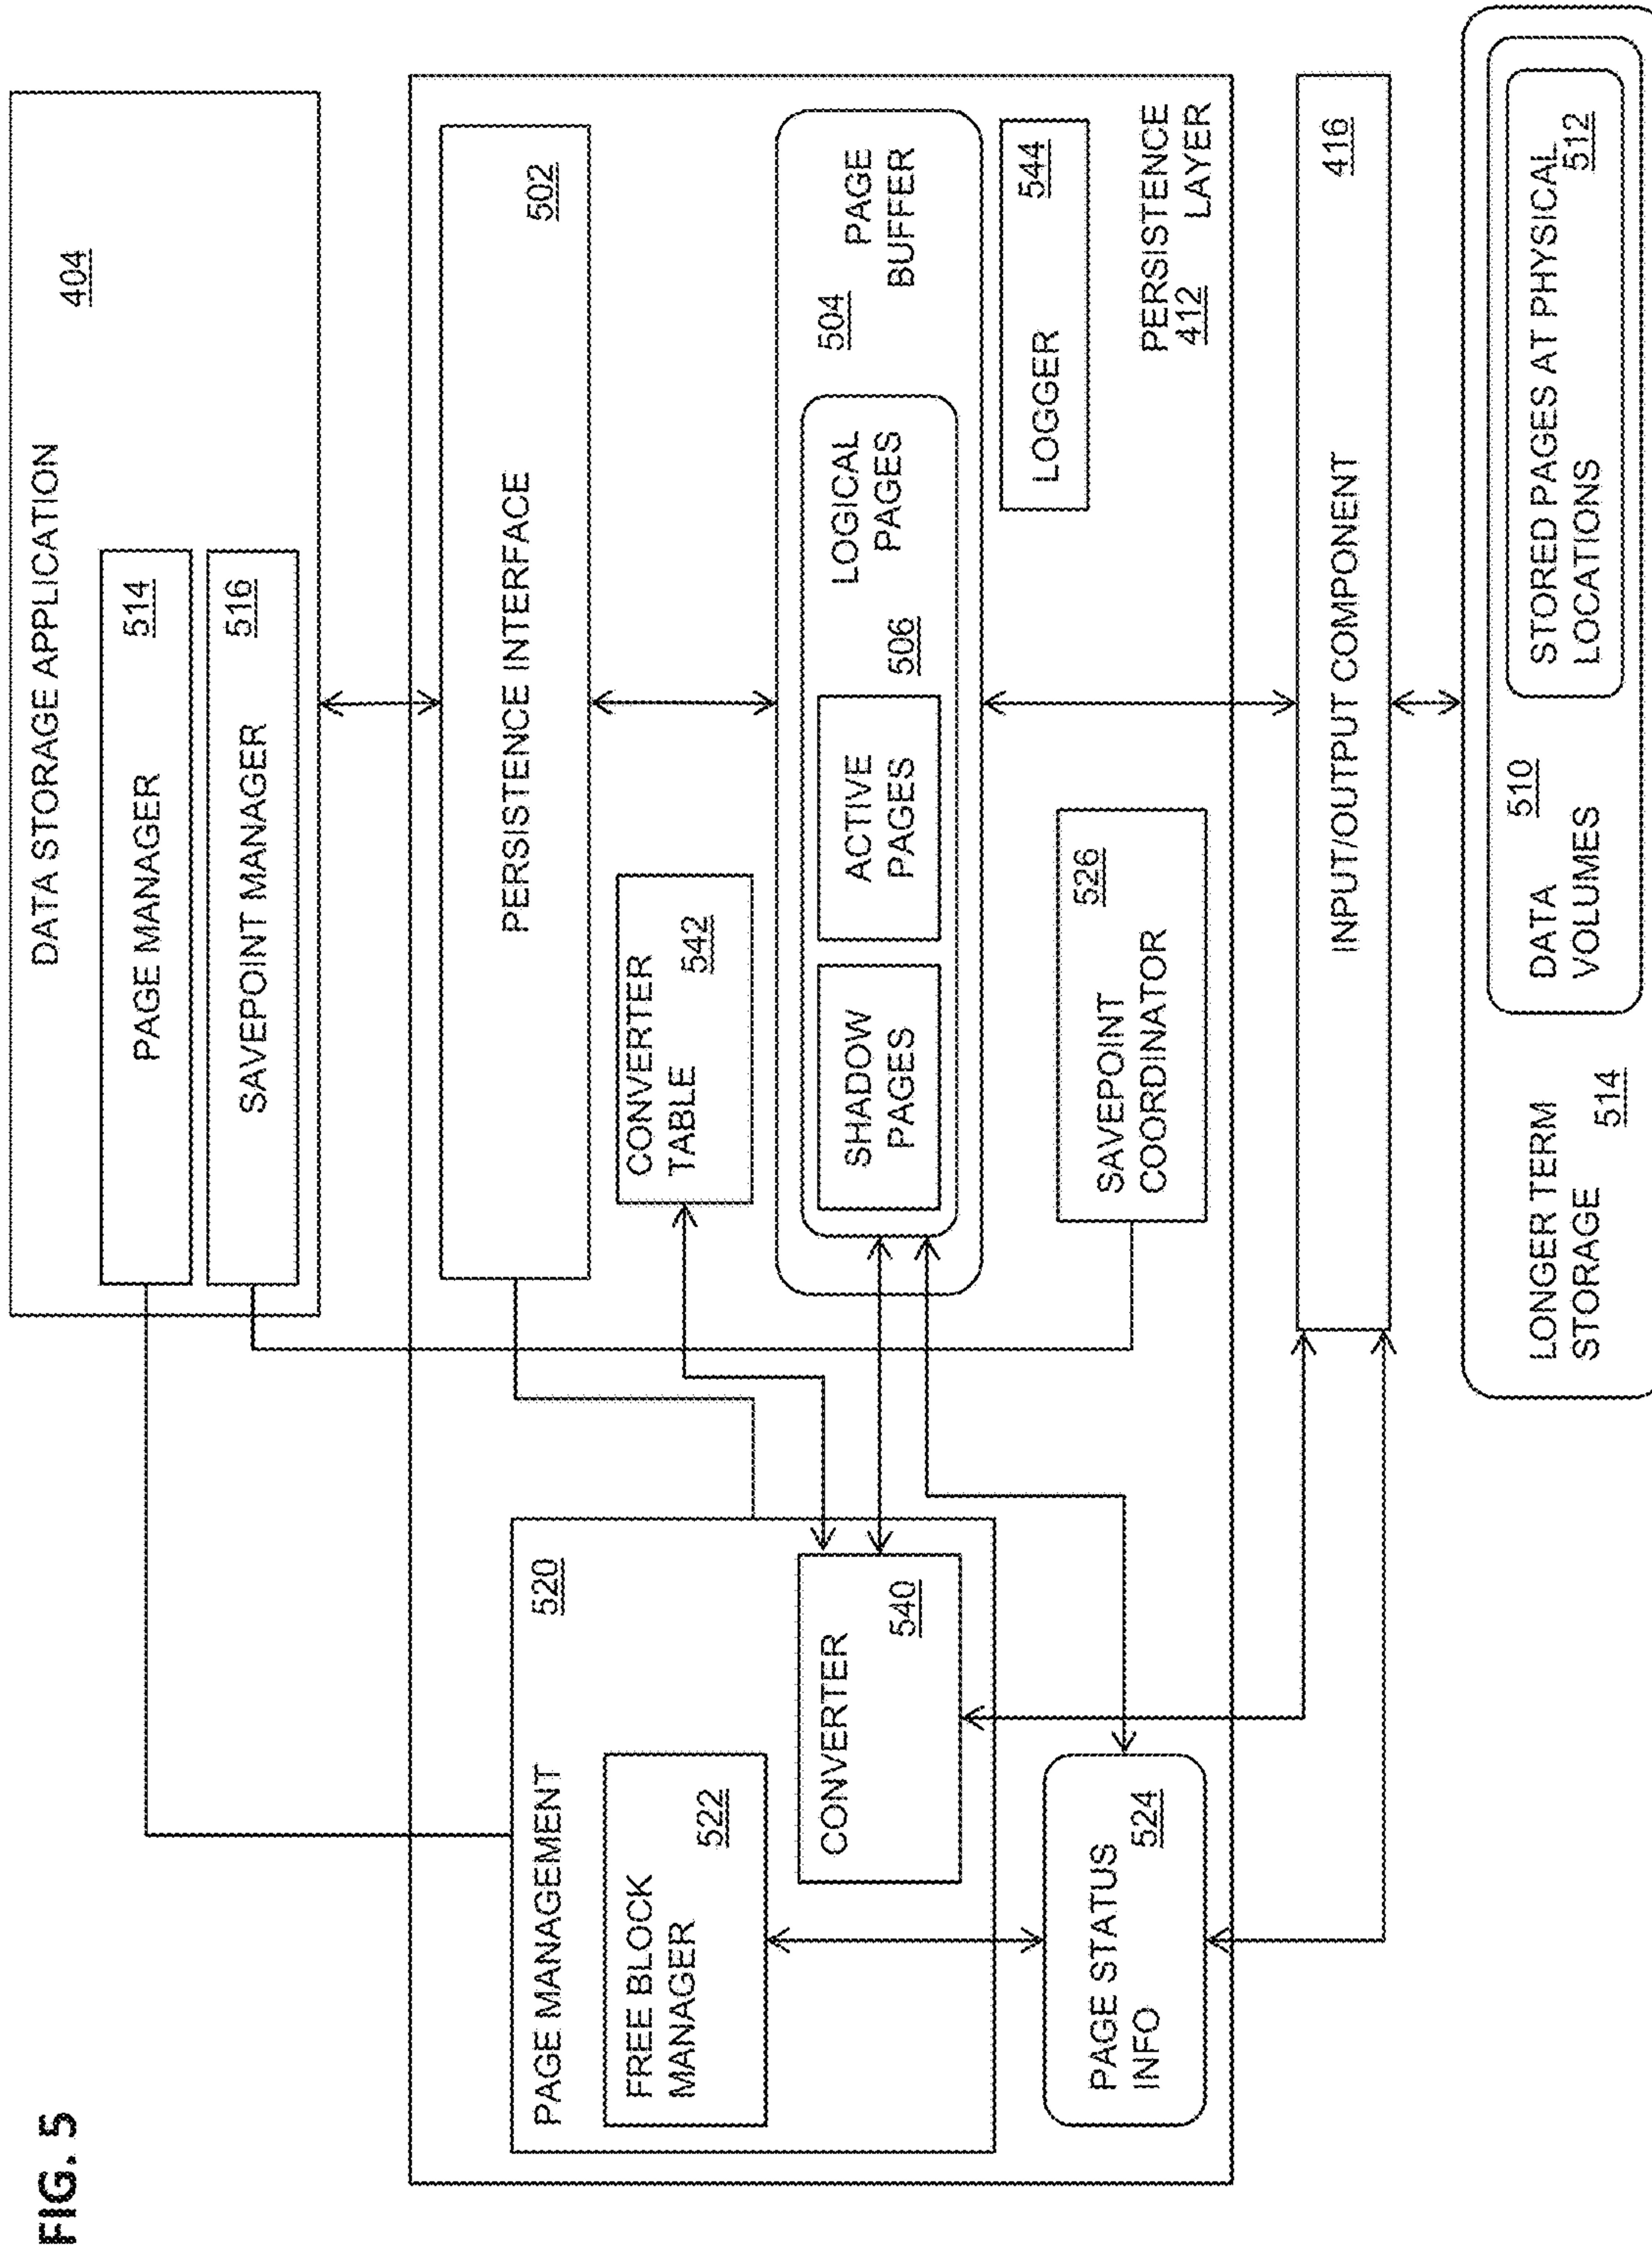 FIG. 5
DATA STORAGE APPLICATION
404
PAGE MANAGER
514
SAVEPOINT MANAGER
516
PERSISTENCE INTERFACE
502
PAGE MANAGEMENT
520
FREE BLOCK
MANAGER
522
CONVERTER
540
CONVERTER
TABLE
542
SHADOW
PAGES
ACTIVE
PAGES
LOGICAL
PAGES
506
504
PAGE
BUFFER
PAGE STATUS
INFO
524
SAVEPOINT
COORDINATOR
526
LOGGER
544
PERSISTENCE
LAYER
412
INPUT/OUTPUT COMPONENT
416
LONGER TERM
STORAGE
514
DATA
VOLUMES
510
STORED PAGES AT PHYSICAL
LOCATIONS
512